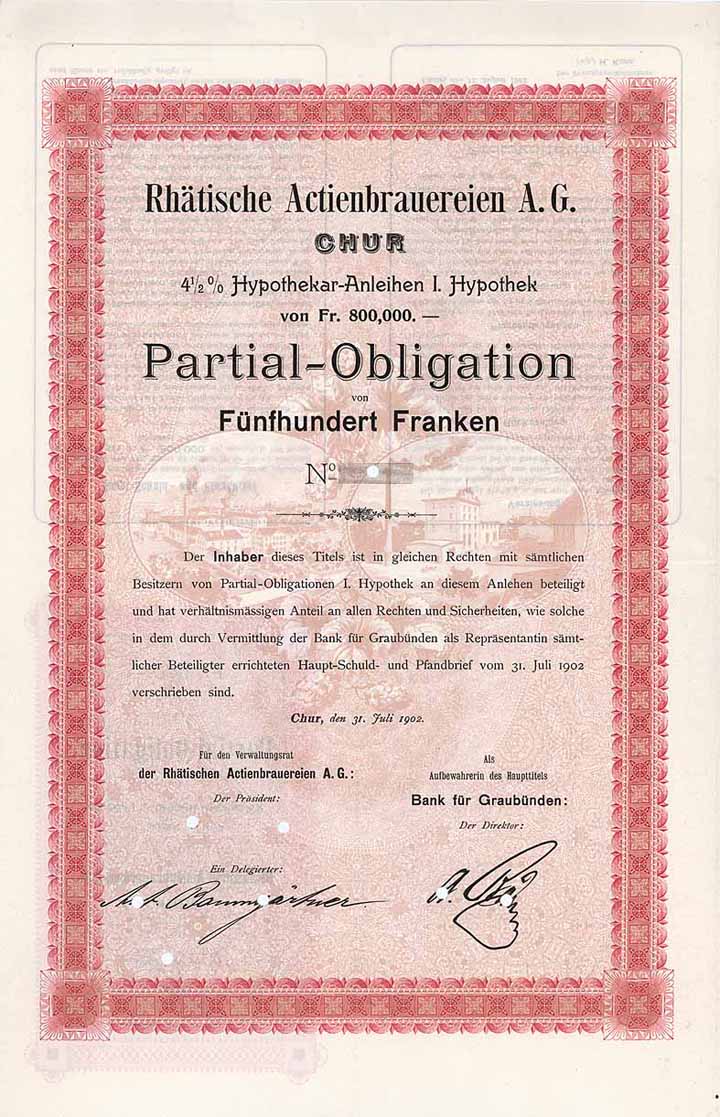 Rhätische Actienbrauereien A. G.
CHUR
4½% Hypothekar-Anleihen I. Hypothek
von Fr. 800,000. —
Partial-Obligation
von
Fünfhundert Franken
No
Der Inhaber dieses Titels ist in gleichen Rechten mit sämtlichen
Besitzern von Partial-Obligationen I. Hypothek an diesem Anlehen beteiligt
und hat verhältnismässigen Anteil an allen Rechten und Sicherheiten, wie solche
in dem durch Vermittlung der Bank für Graubünden als Repräsentantin sämt-
licher Beteiligter errichteten Haupt-Schuld- und Pfandbrief vom 31. Juli 1902
verschrieben sind.
Chur, den 31. Juli 1902.
Für den Verwaltungsrat
der Rhätischen Actienbrauereien A. G.:
Der Präsident:
Ein Delegierter:
Baumgärtner
Als
Aufbewahrerin des Haupttitels
Bank für Graubünden:
Der Direktor: